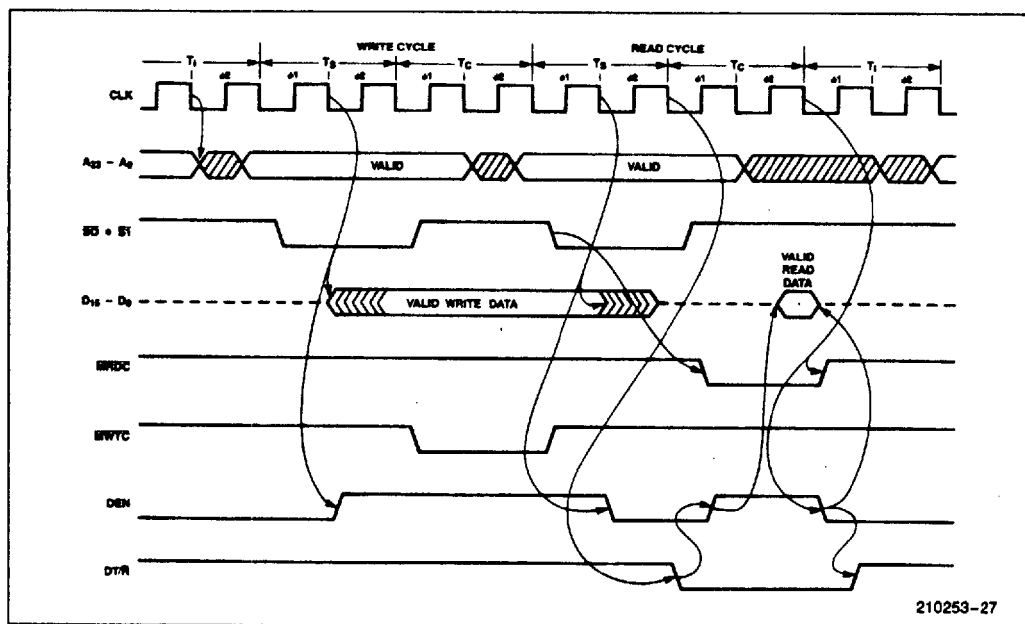 WRITE CYCLE READ CYCLE
TI TS TC TS TC TI
φ2 φ1 φ2 φ1 φ2 φ1 φ2 φ1 φ2 φ1 φ2
CLK
A23 – A0
VALID VALID
S0 • S1
VALID
READ
DATA
D15 – D0
VALID WRITE DATA
MRDC
MWTC
DEN
DT/R
210253–27